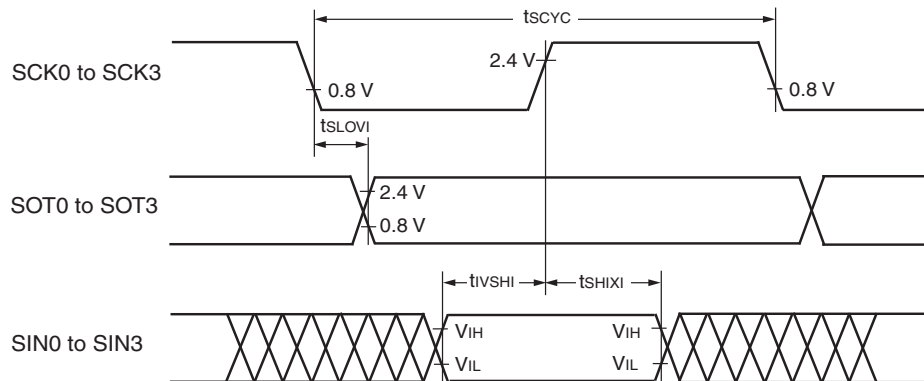 tSCYC
SCK0 to SCK3
2.4 V
0.8 V
0.8 V
tSLOVI
SOT0 to SOT3
2.4 V
0.8 V
tIVSHI
tSHIXI
SIN0 to SIN3
VIH
VIH
VIL
VIL